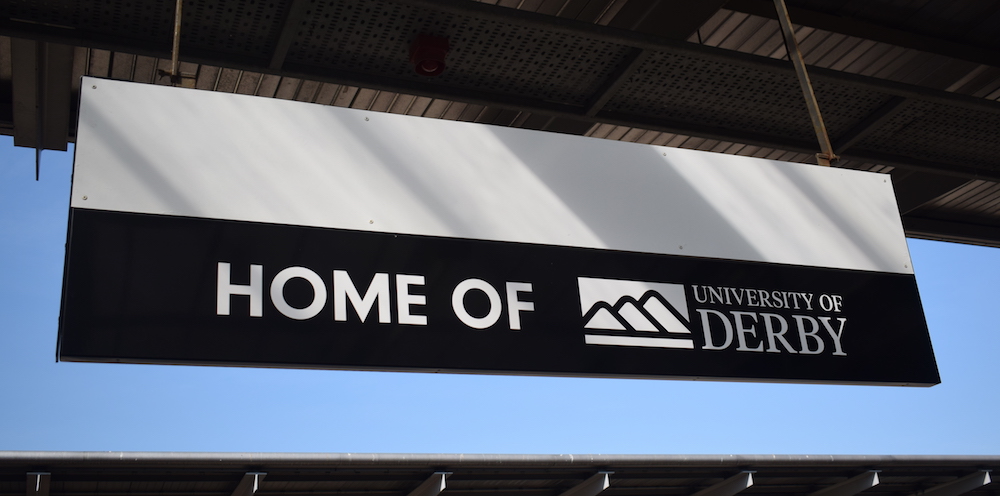 HOME OF
UNIVERSITY OF
DERBY